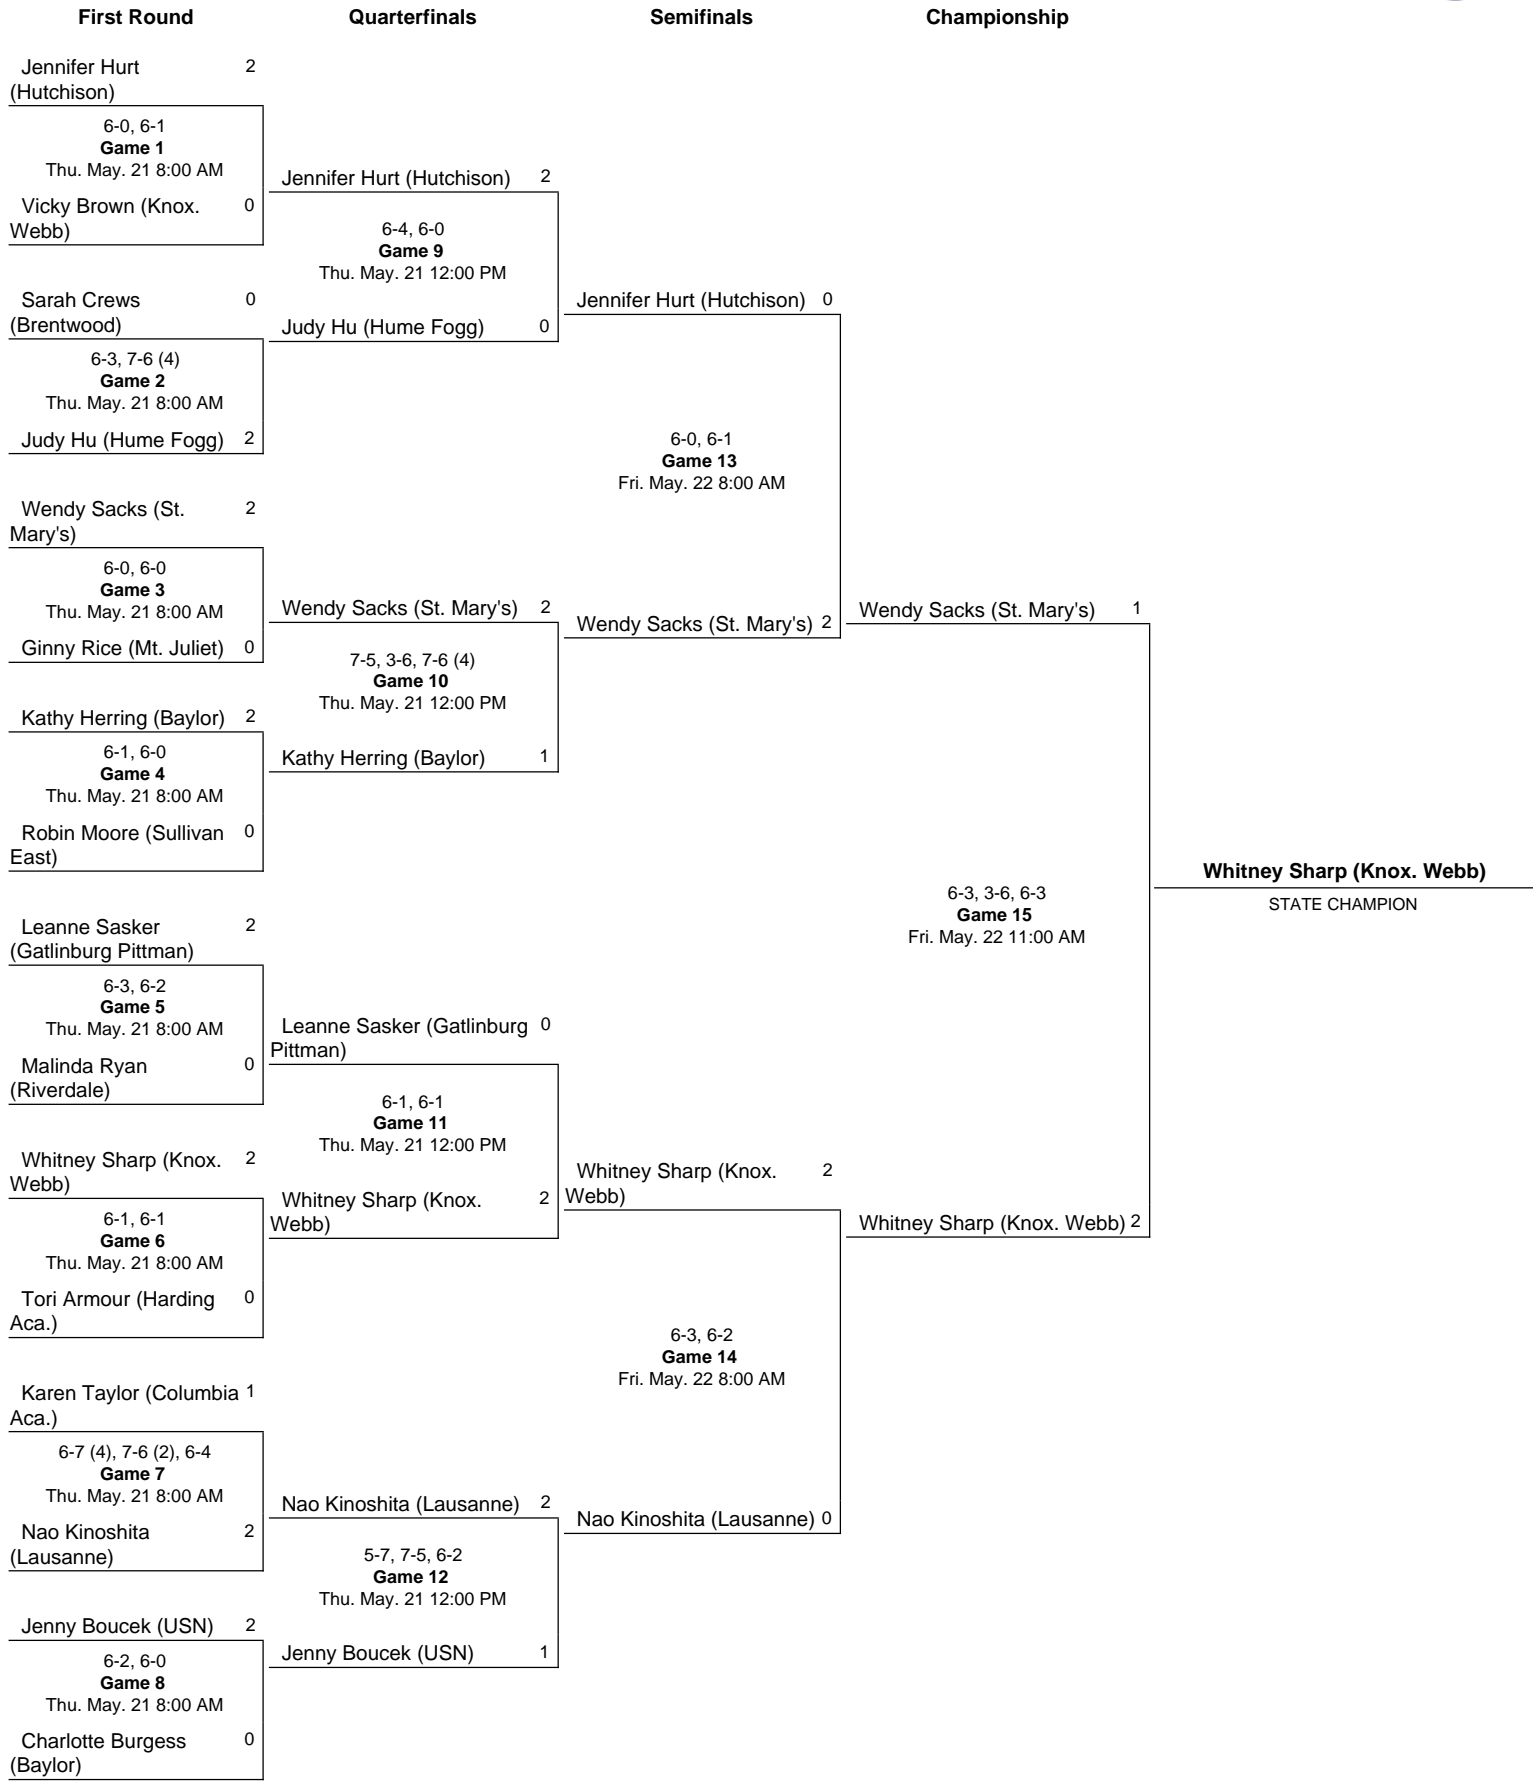 First Round
Quarterfinals
Semifinals
Championship
Jennifer Hurt 2
(Hutchison)
6-0, 6-1
Game 1
Thu. May. 21 8:00 AM
Vicky Brown (Knox. 0
Webb)
Sarah Crews 0
(Brentwood)
6-3, 7-6 (4)
Game 2
Thu. May. 21 8:00 AM
Judy Hu (Hume Fogg) 2
Wendy Sacks (St. 2
Mary's)
6-0, 6-0
Game 3
Thu. May. 21 8:00 AM
Ginny Rice (Mt. Juliet) 0
Kathy Herring (Baylor) 2
6-1, 6-0
Game 4
Thu. May. 21 8:00 AM
Robin Moore (Sullivan 0
East)
Leanne Sasker 2
(Gatlinburg Pittman)
6-3, 6-2
Game 5
Thu. May. 21 8:00 AM
Malinda Ryan 0
(Riverdale)
Whitney Sharp (Knox. 2
Webb)
6-1, 6-1
Game 6
Thu. May. 21 8:00 AM
Tori Armour (Harding 0
Aca.)
Karen Taylor (Columbia 1
Aca.)
6-7 (4), 7-6 (2), 6-4
Game 7
Thu. May. 21 8:00 AM
Nao Kinoshita 2
(Lausanne)
Jenny Boucek (USN) 2
6-2, 6-0
Game 8
Thu. May. 21 8:00 AM
Charlotte Burgess 0
(Baylor)
Jennifer Hurt (Hutchison) 2
6-4, 6-0
Game 9
Thu. May. 21 12:00 PM
Judy Hu (Hume Fogg) 0
Wendy Sacks (St. Mary's) 2
7-5, 3-6, 7-6 (4)
Game 10
Thu. May. 21 12:00 PM
Kathy Herring (Baylor) 1
Leanne Sasker (Gatlinburg 0
Pittman)
6-1, 6-1
Game 11
Thu. May. 21 12:00 PM
Whitney Sharp (Knox. 2
Webb)
Nao Kinoshita (Lausanne) 2
5-7, 7-5, 6-2
Game 12
Thu. May. 21 12:00 PM
Jenny Boucek (USN) 1
Jennifer Hurt (Hutchison) 0
6-0, 6-1
Game 13
Fri. May. 22 8:00 AM
Wendy Sacks (St. Mary's) 2
Whitney Sharp (Knox. 2
Webb)
6-3, 6-2
Game 14
Fri. May. 22 8:00 AM
Nao Kinoshita (Lausanne) 0
Wendy Sacks (St. Mary's) 1
6-3, 3-6, 6-3
Game 15
Fri. May. 22 11:00 AM
Whitney Sharp (Knox. Webb) 2
Whitney Sharp (Knox. Webb)
STATE CHAMPION